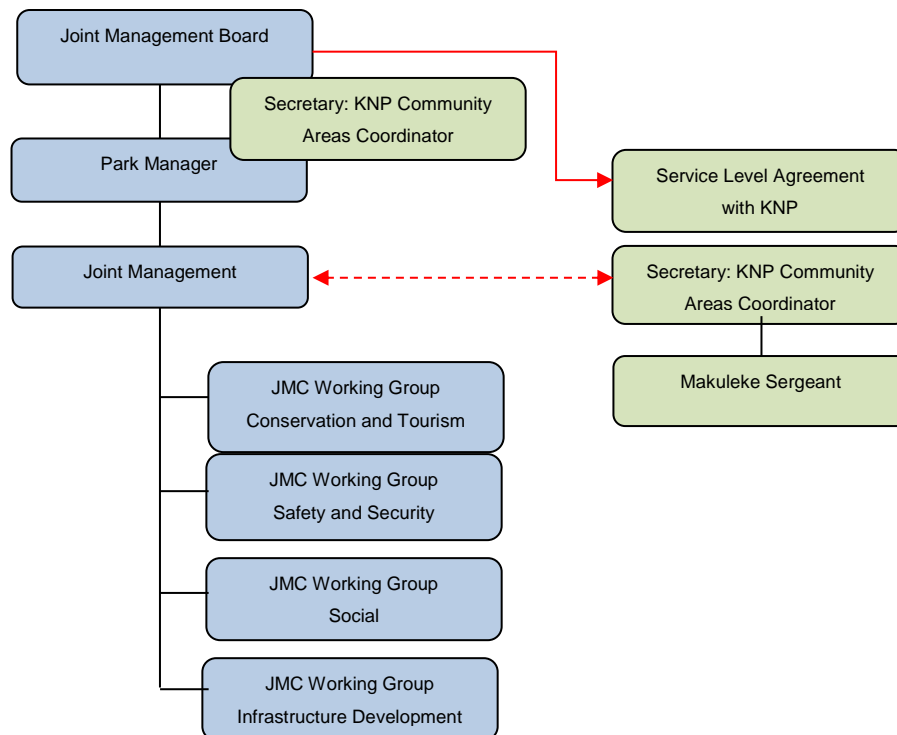 Joint Management Board
Secretary: KNP Community
Areas Coordinator
Park Manager
Service Level Agreement
with KNP
Joint Management
Secretary: KNP Community
Areas Coordinator
Makuleke Sergeant
JMC Working Group
Conservation and Tourism
JMC Working Group
Safety and Security
JMC Working Group
Social
JMC Working Group
Infrastructure Development